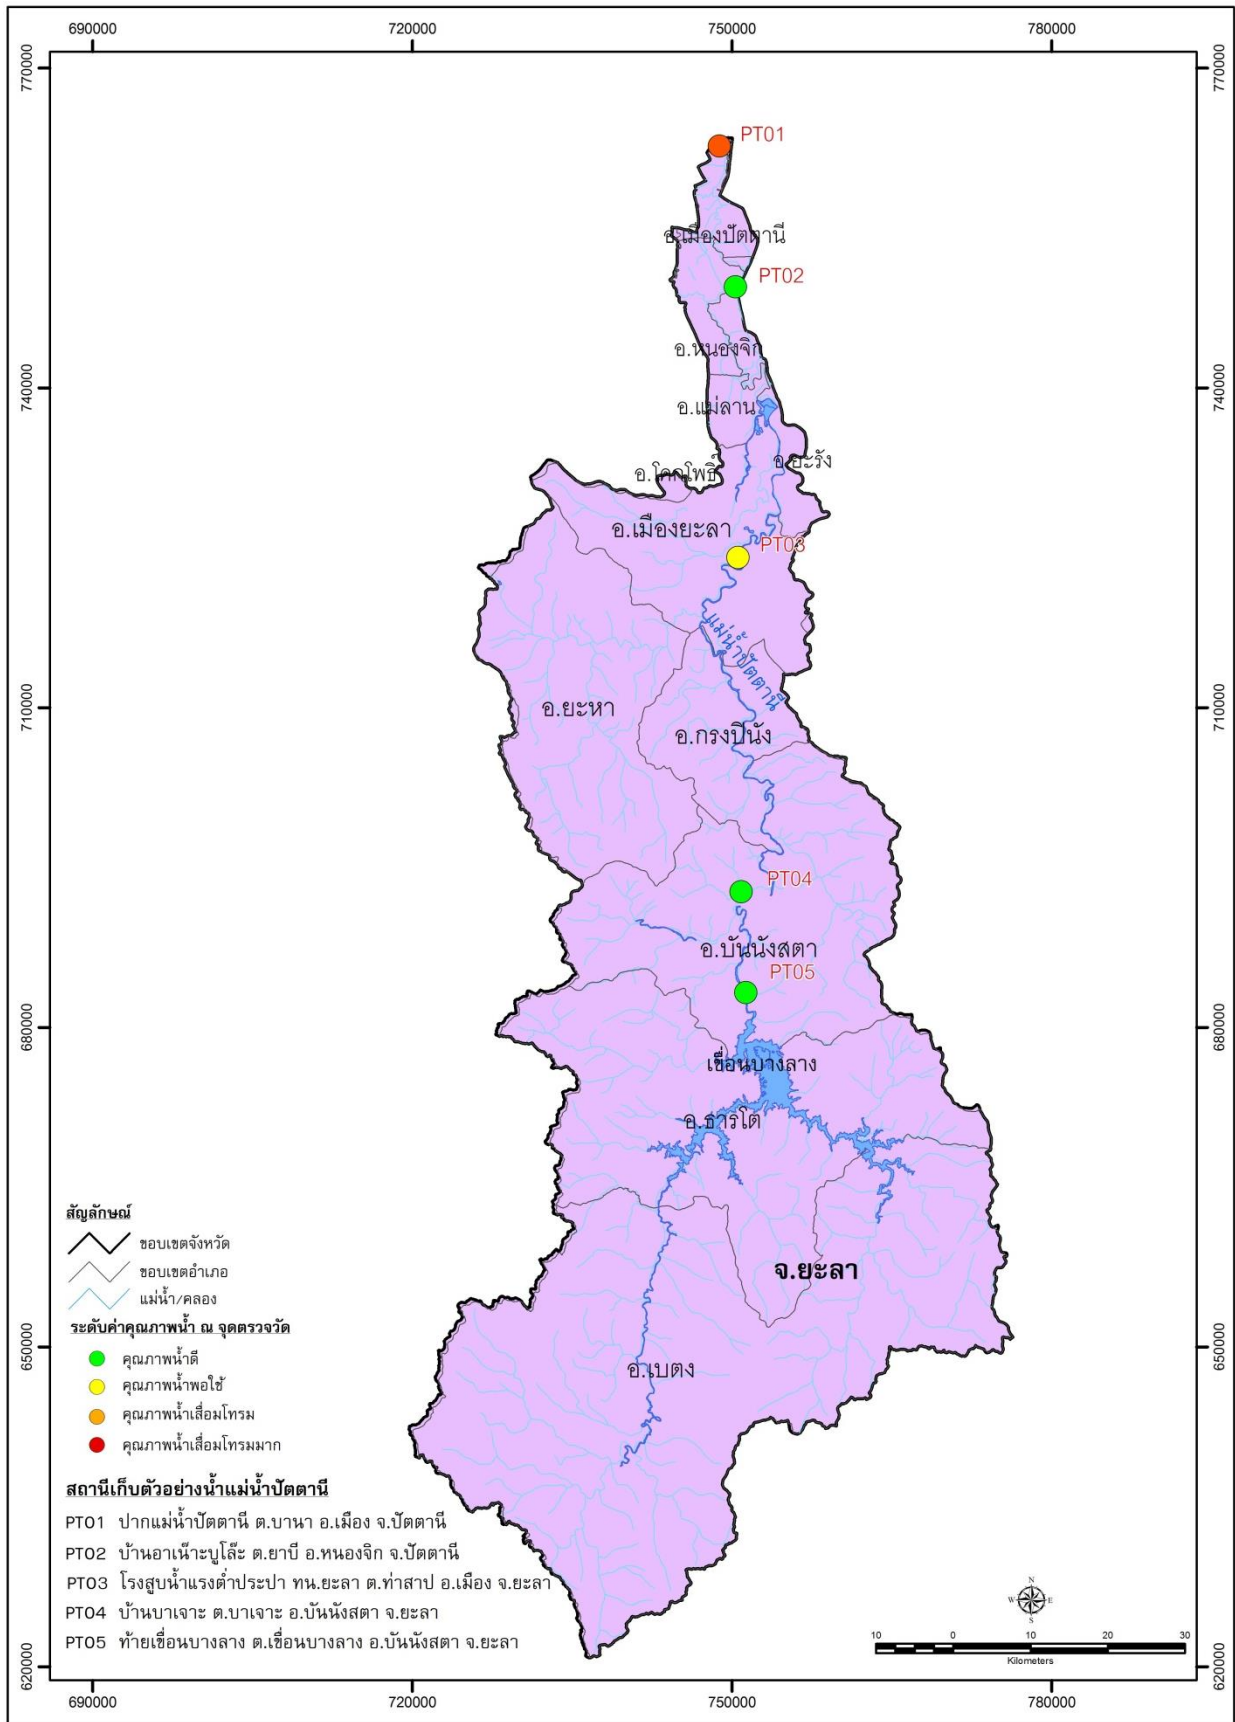 690000 720000 750000 780000
770000 770000
PT01
อ.เมืองปัตตานี
PT02
อ.หนองจิก
740000 740000
อ.แม่ลาน
อ.ยะรัง
อ.โคกโพธิ์
อ.เมืองยะลา
PT03
แม่น้ำปัตตานี
710000 710000
อ.ยะหา
อ.กรงปินัง
PT04
อ.บันนังสตา
PT05
680000 680000
เขื่อนบางลาง
อ.ธารโต
จ.ยะลา
650000 650000
อ.เบตง
สัญลักษณ์
ขอบเขตจังหวัด
ขอบเขตอำเภอ
แม่น้ำ/คลอง
ระดับค่าคุณภาพน้ำ ณ จุดตรวจวัด
คุณภาพน้ำดี
คุณภาพน้ำพอใช้
คุณภาพน้ำเสื่อมโทรม
คุณภาพน้ำเสื่อมโทรมมาก
สถานีเก็บตัวอย่างน้ำแม่น้ำปัตตานี
PT01 ปากแม่น้ำปัตตานี ต.บานา อ.เมือง จ.ปัตตานี
PT02 บ้านอาเน๊าะบูโล๊ะ ต.ยาบี อ.หนองจิก จ.ปัตตานี
PT03 โรงสูบน้ำแรงต่ำประปา ทน.ยะลา ต.ท่าสาป อ.เมือง จ.ยะลา
PT04 บ้านบาเจาะ ต.บาเจาะ อ.บันนังสตา จ.ยะลา
PT05 ท้ายเขื่อนบางลาง ต.เขื่อนบางลาง อ.บันนังสตา จ.ยะลา
N
W E
S
10 0 10 20 30
Kilometers
620000 620000
690000 720000 750000 780000